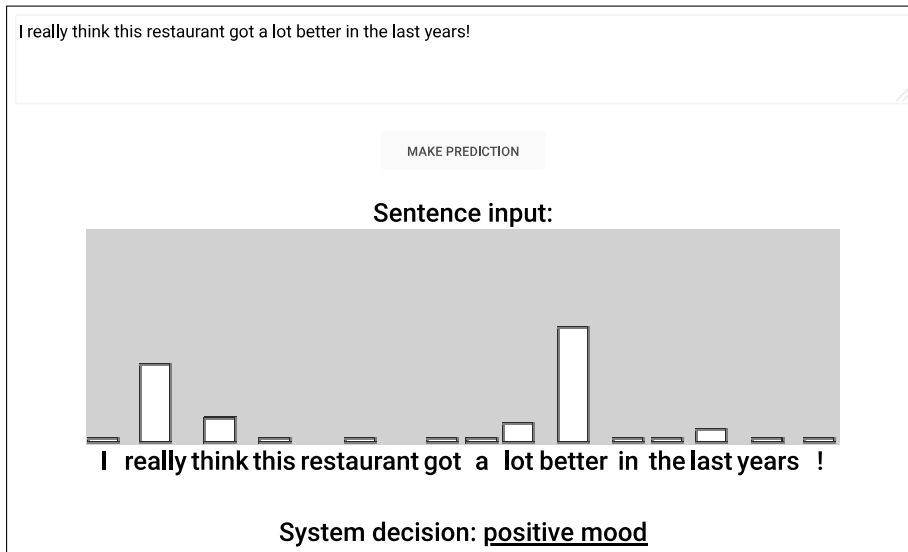 I really think this restaurant got a lot better in the last years!
MAKE PREDICTION
Sentence input:
I really think this restaurant got a lot better in the last years !
System decision: positive mood